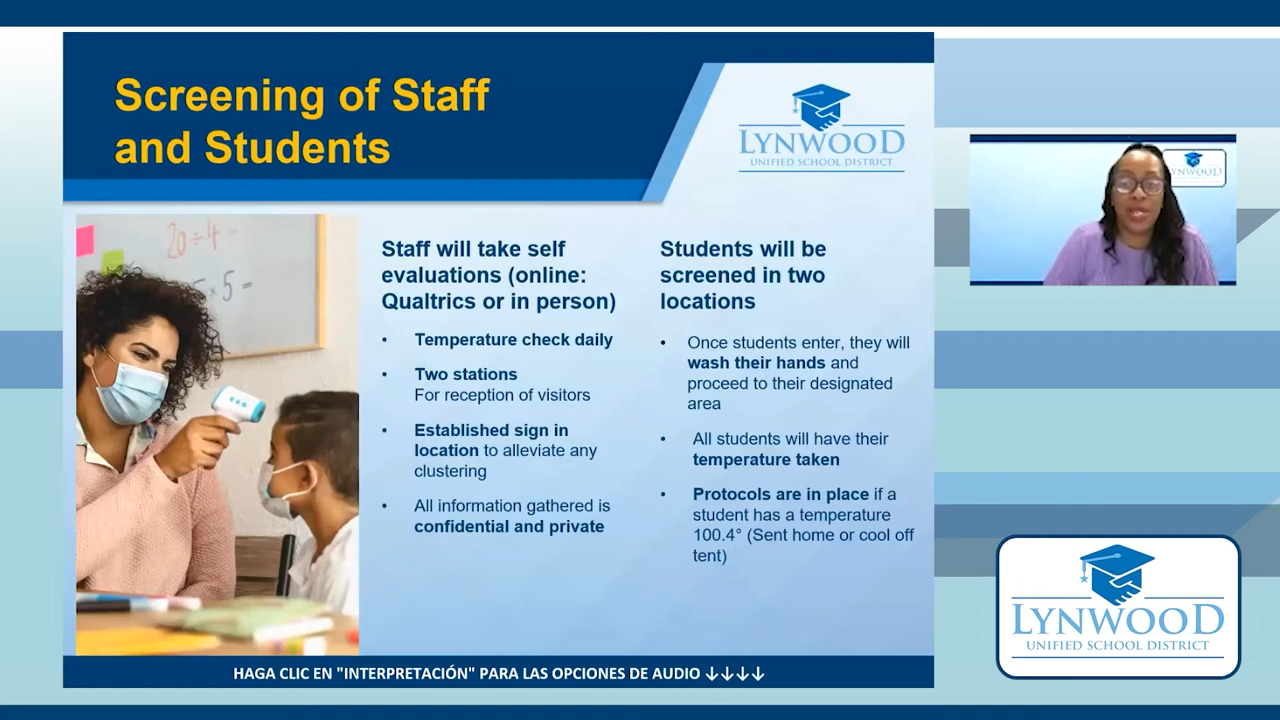 Screening of Staff
and Students
LYNWOOD
UNIFIED SCHOOL DISTRICT
20÷4
×5=
Staff will take self
evaluations (online:
Qualtrics or in person)
• Temperature check daily
• Two stations
For reception of visitors
• Established sign in
location to alleviate any
clustering
• All information gathered is
confidential and private
Students will be
screened in two
locations
• Once students enter, they will
wash their hands and
proceed to their designated
area
• All students will have their
temperature taken
• Protocols are in place if a
student has a temperature
100.4° (Sent home or cool off
tent)
HAGA CLIC EN "INTERPRETACIÓN" PARA LAS OPCIONES DE AUDIO ↓↓↓↓
LYNWOOD
UNIFIED SCHOOL DISTRICT